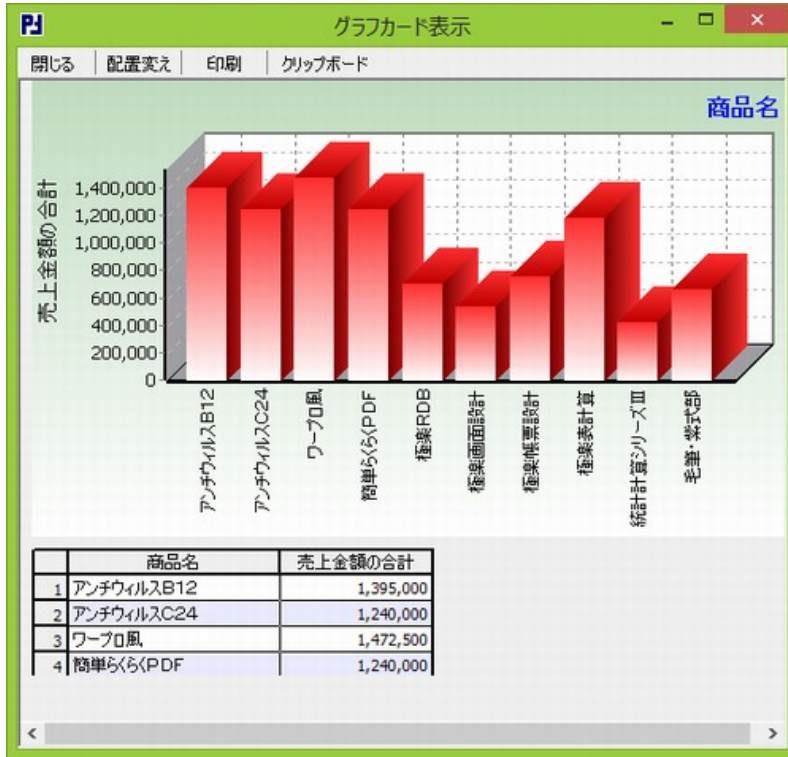 グラフカード表示
閉じる 配置変え 印刷 クリップボード
商品名
売上金額の合計
1,400,000
1,200,000
1,000,000
800,000
600,000
400,000
200,000
0
アンチウィルスB12
アンチウィルスC24
ワープロ風
簡単らくらくPDF
極楽RDB
極楽画面設計
極楽帳票設計
極楽表計算
統計計算シリーズⅢ
毛筆・紫式部
商品名 売上金額の合計
1 アンチウィルスB12 1,395,000
2 アンチウィルスC24 1,240,000
3 ワープロ風 1,472,500
4 簡単らくらくPDF 1,240,000